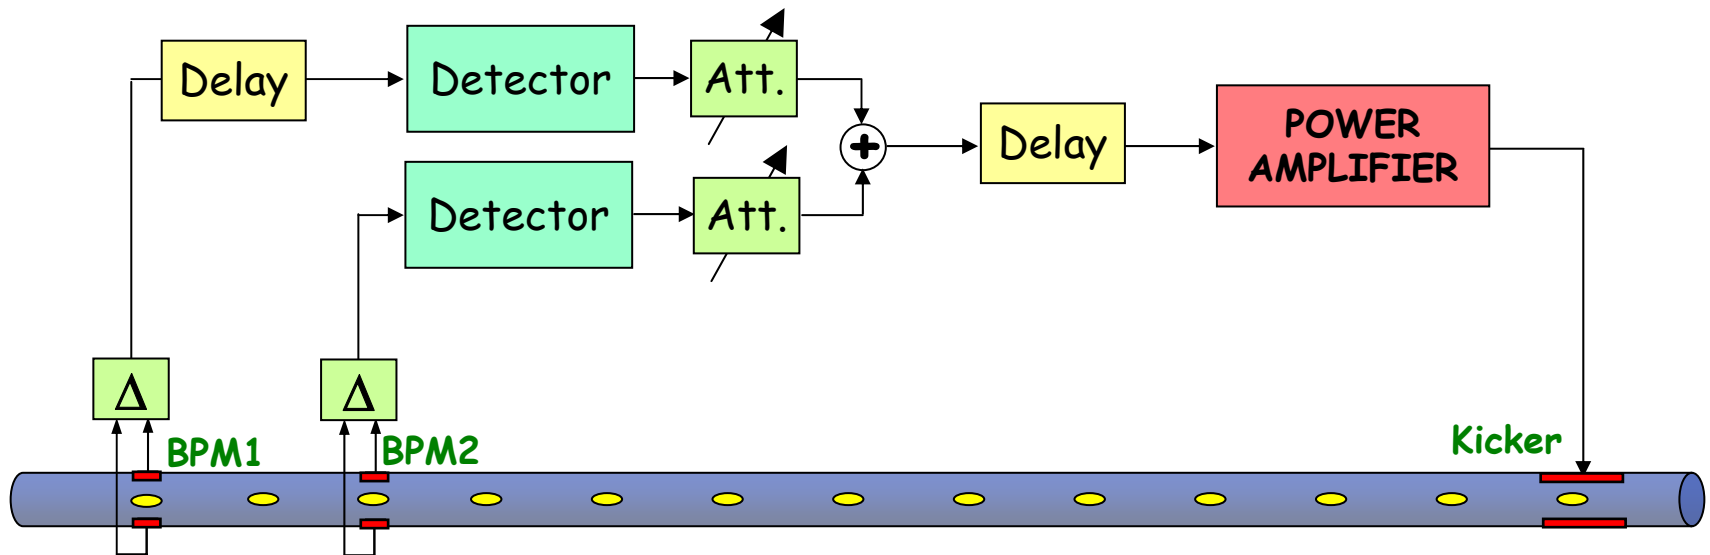 Delay
Detector
Att.
+
Detector
Att.
Delay
POWER
AMPLIFIER
Δ
Δ
BPM1
BPM2
Kicker